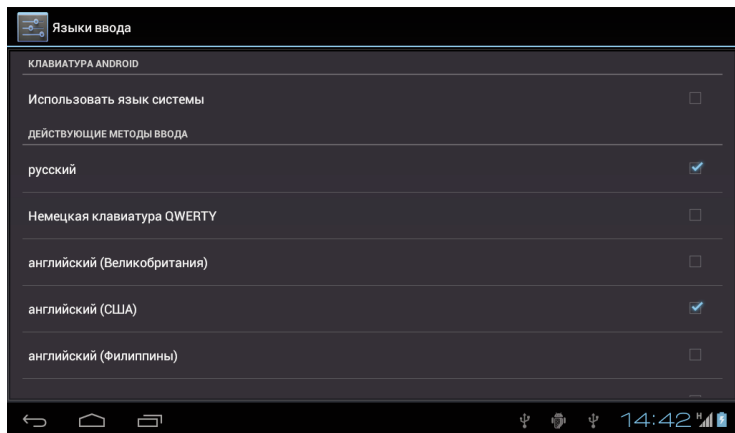 Языки ввода
КЛАВИАТУРА ANDROID
Использовать язык системы
ДЕЙСТВУЮЩИЕ МЕТОДЫ ВВОДА
русский
Немецкая клавиатура QWERTY
английский (Великобритания)
английский (США)
английский (Филиппины)
14:42 H